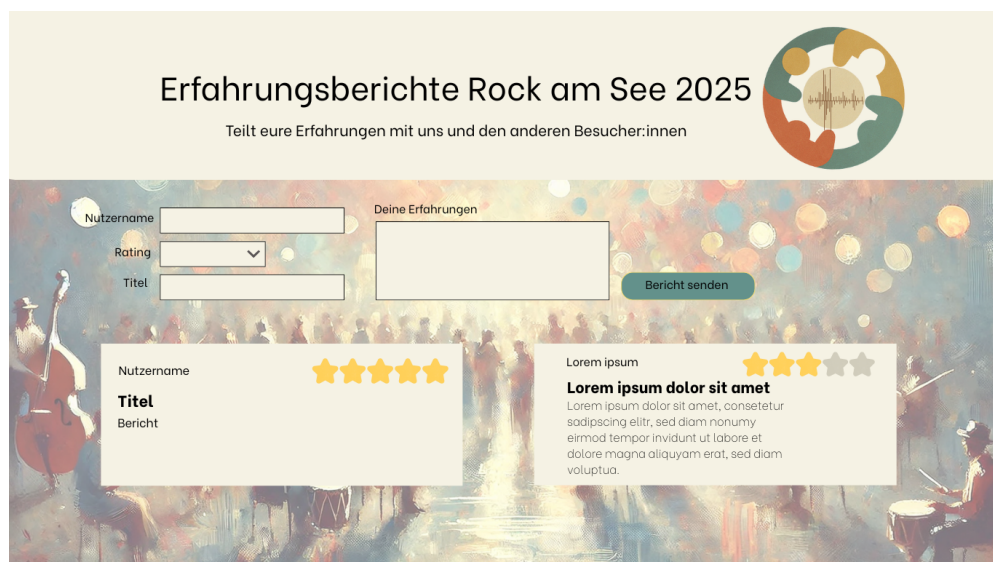 Erfahrungsberichte Rock am See 2025
Teilt eure Erfahrungen mit uns und den anderen Besucher:innen
Nutzername
Rating
Titel
Deine Erfahrungen
Bericht senden
Nutzername
Titel
Bericht
Lorem ipsum
Lorem ipsum dolor sit amet
Lorem ipsum dolor sit amet, consetetur
sadipscing elitr, sed diam nonumy
eirmod tempor invidunt ut labore et
dolore magna aliquyam erat, sed diam
voluptua.